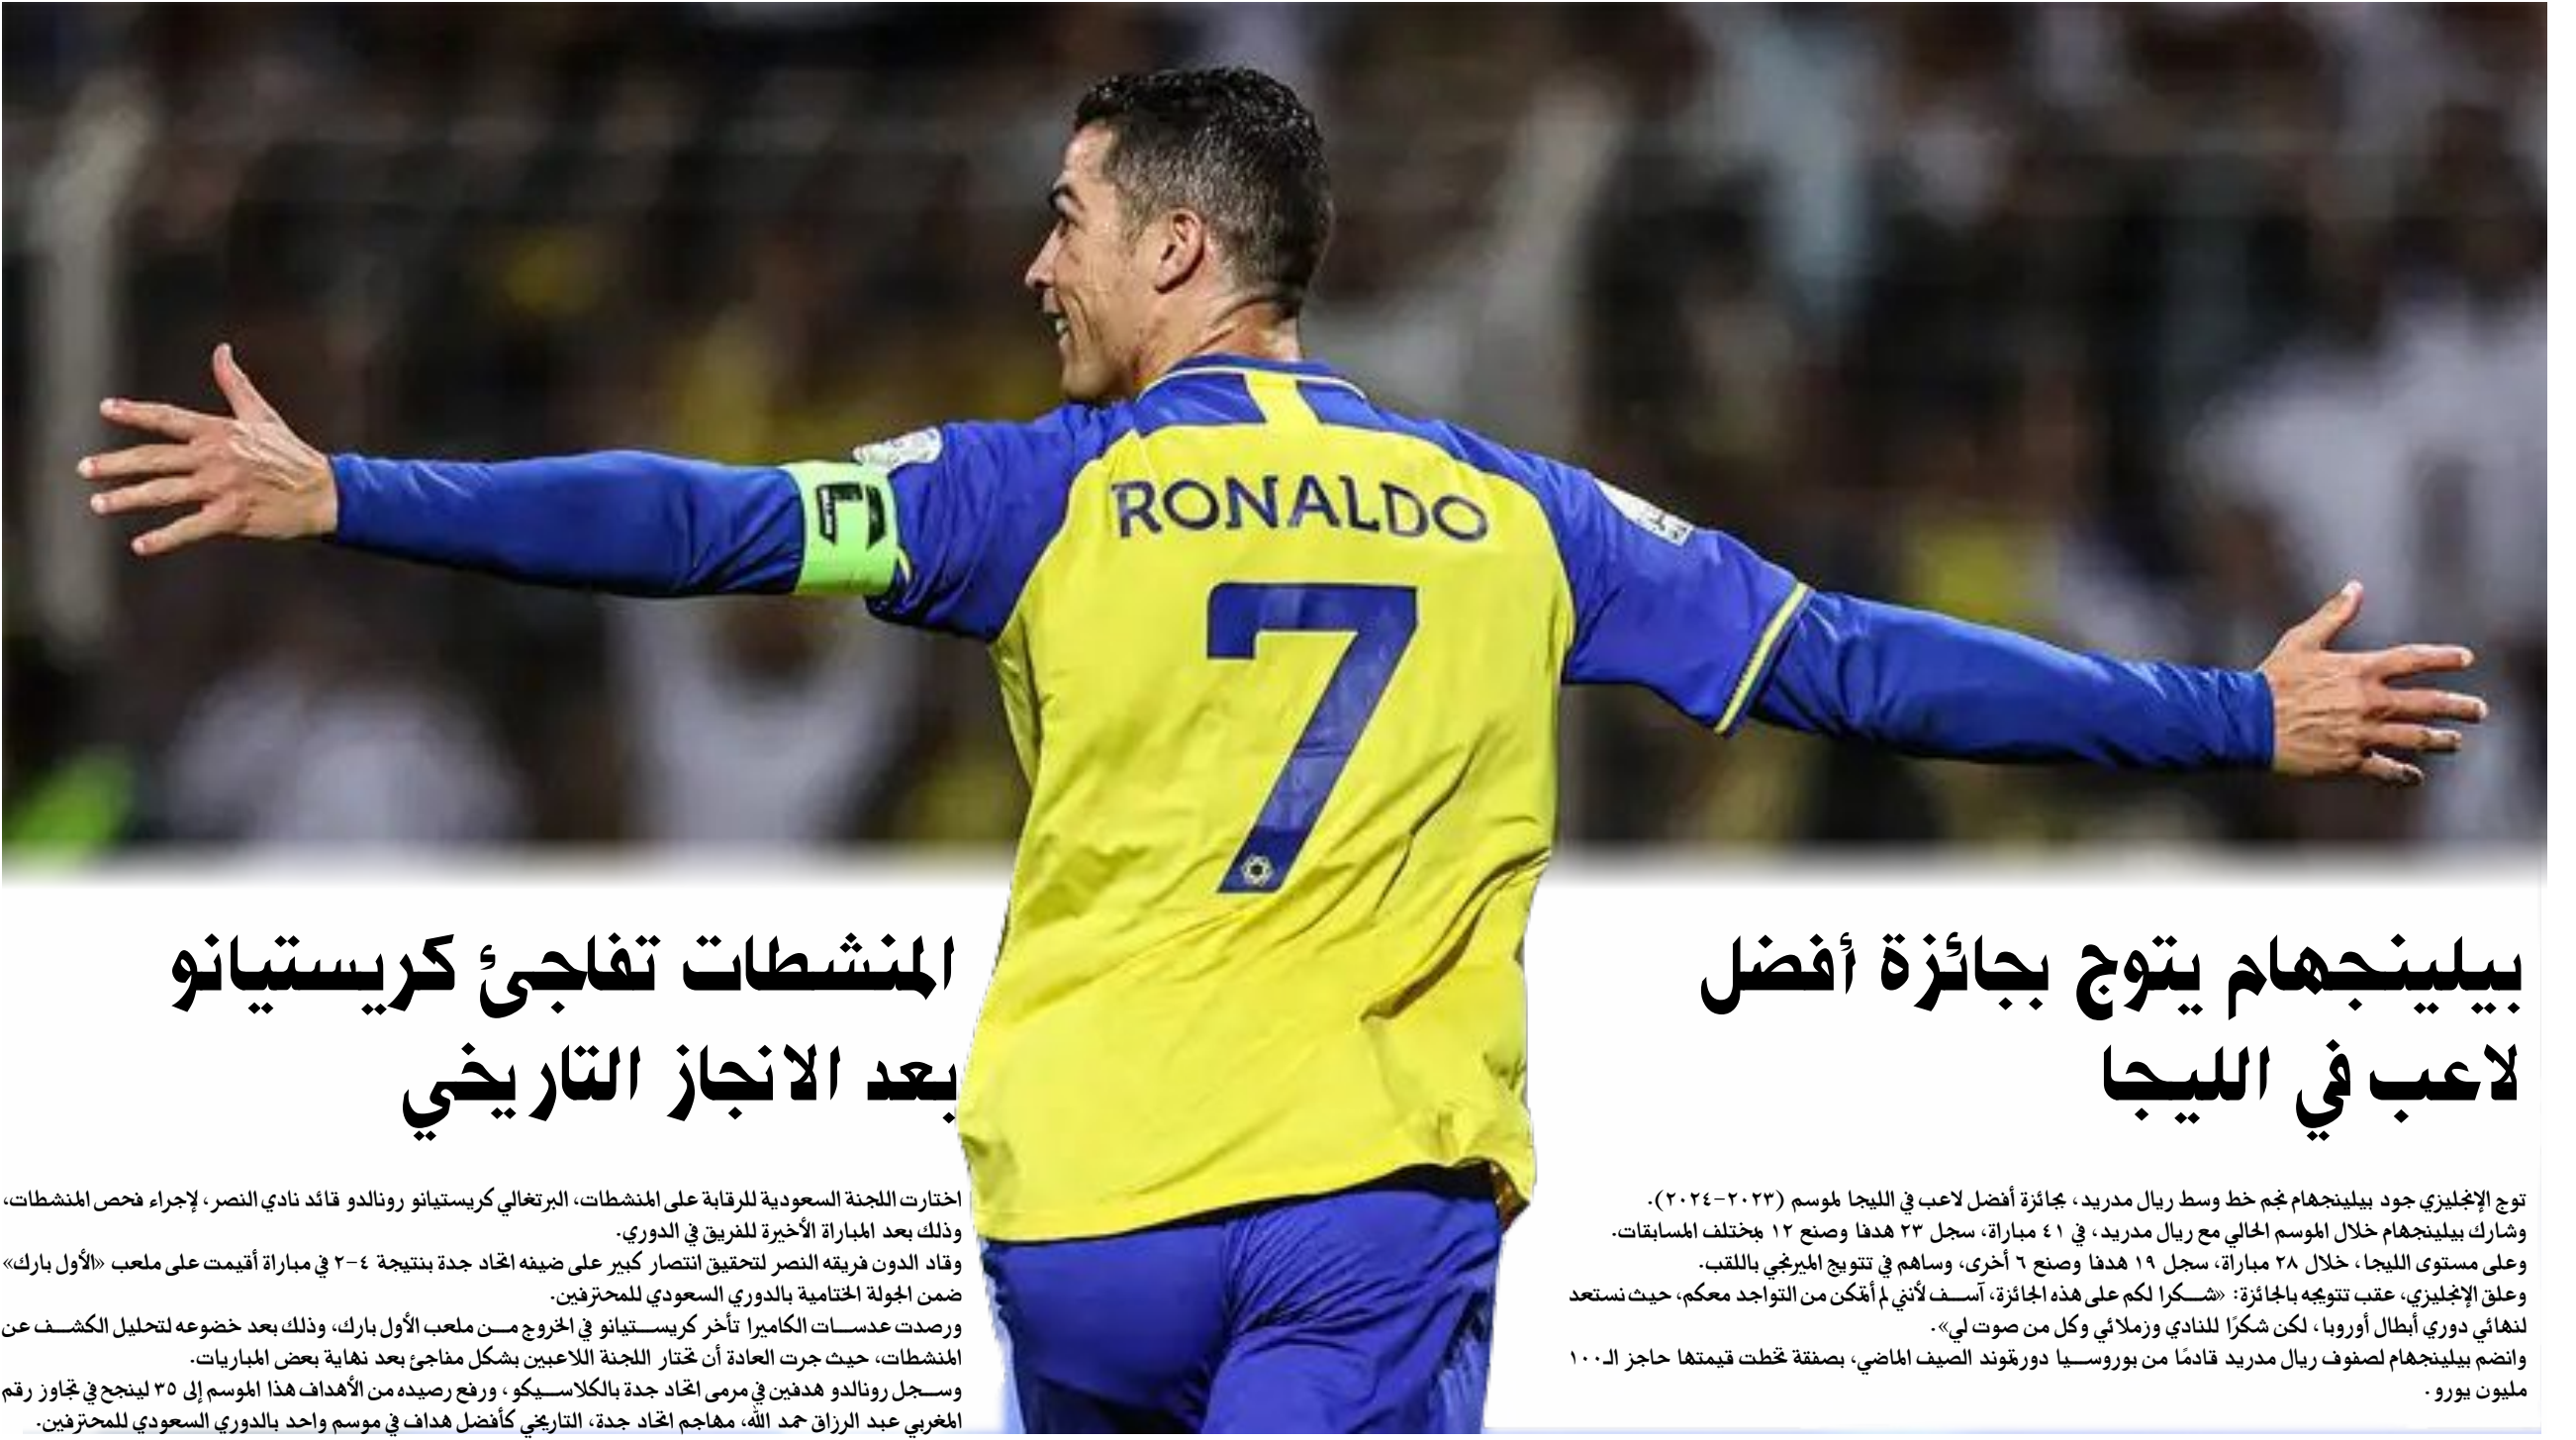 RONALDO
7
بيلينجهام يتوج بجائزة أفضل
لاعب في الليجا
توج الإنجليزي جود بيلينجهام نجم خط وسط ريال مدريد، بجائزة أفضل لاعب في الليجا لموسم (٢٠٢٣-٢٠٢٤).
وشارك بيلينجهام خلال الموسم الحالي مع ريال مدريد، في ٤١ مباراة، سجل ٢٣ هدفا وصنع ١٢ بمختلف المسابقات.
وعلى مستوى الليجا، خلال ٢٨ مباراة، سجل ١٩ هدفا وصنع ٦ أخرى، وساهم في تتويج الميرنجي باللقب.
وعلق الإنجليزي، عقب تتويجه بالجائزة: «شكرا لكم على هذه الجائزة، آسف لأنني لم أتمكن من التواجد معكم، حيث نستعد
لنهائي دوري أبطال أوروبا، لكن شكرًا للنادي وزملائي وكل من صوت لي».
وانضم بيلينجهام لصفوف ريال مدريد قادمًا من بوروسيا دورتموند الصيف الماضي، بصفقة تخطت قيمتها حاجز الـ١٠٠
مليون يورو.
المنشطات تفاجئ كريستيانو
بعد الانجاز التاريخي
اختارت اللجنة السعودية للرقابة على المنشطات، البرتغالي كريستيانو رونالدو قائد نادي النصر، لإجراء فحص المنشطات،
وذلك بعد المباراة الأخيرة للفريق في الدوري.
وقاد الدون فريقه النصر لتحقيق انتصار كبير على ضيفه اتحاد جدة بنتيجة ٤-٢ في مباراة أقيمت على ملعب «الأول بارك»
ضمن الجولة الختامية بالدوري السعودي للمحترفين.
ورصدت عدسات الكاميرا تأخر كريستيانو في الخروج من ملعب الأول بارك، وذلك بعد خضوعه لتحليل الكشف عن
المنشطات، حيث جرت العادة أن تختار اللجنة اللاعبين بشكل مفاجئ بعد نهاية بعض المباريات.
وسجل رونالدو هدفين في مرمى اتحاد جدة بالكلاسيكو، ورفع رصيده من الأهداف هذا الموسم إلى ٣٥ لينجح في تجاوز رقم
المغربي عبد الرزاق حمد الله، مهاجم اتحاد جدة، التاريخي كأفضل هداف في موسم واحد بالدوري السعودي للمحترفين.